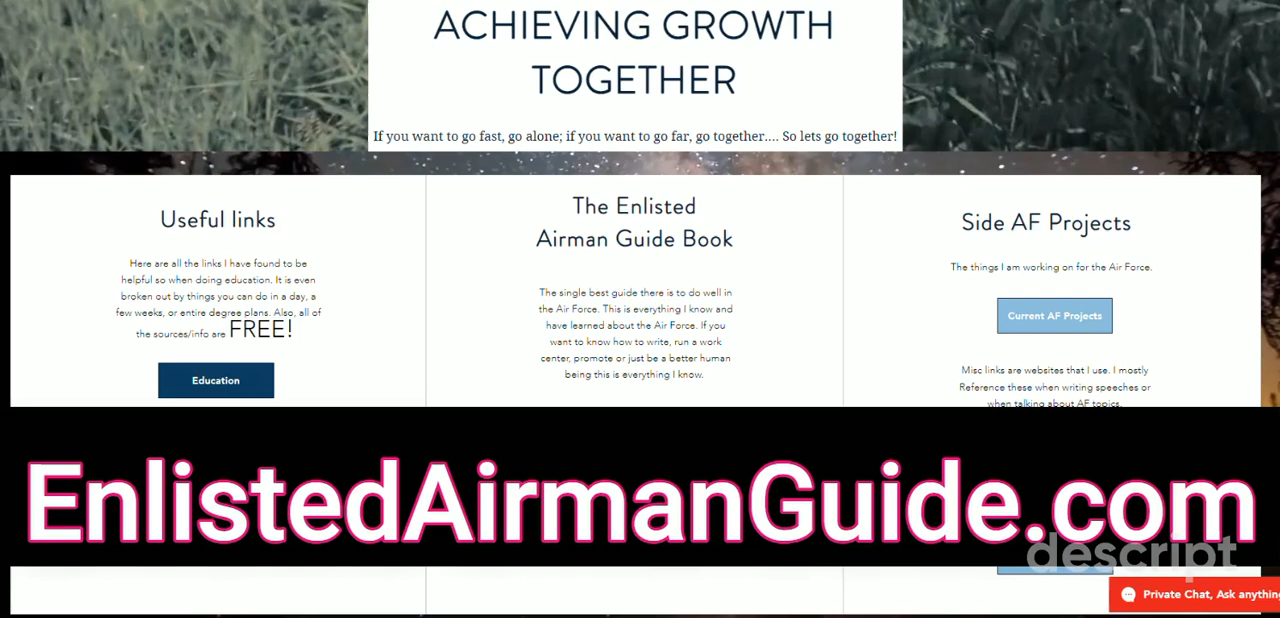 ACHIEVING GROWTH
TOGETHER
If you want to go fast, go alone; if you want to go far, go together.... So lets go together!
Useful links
Here are all the links I have found to be
helpful so when doing education. It is even
broken out by things you can do in a day, a
few weeks, or entire degree plans. Also, all of
the sources/info are FREE!
Education
The Enlisted
Airman Guide Book
The single best guide there is to do well in
the Air Force. This is everything I know and
have learned about the Air Force. If you
want to know how to write, run a work
center, promote or just be a better human
being this is everything I know.
Side AF Projects
The things I am working on for the Air Force.
Current AF Projects
Misc links are websites that I use. I mostly
Reference these when writing speeches or
when talking about AF topics.
EnlistedAirmanGuide.com
descript
Private Chat, Ask anything